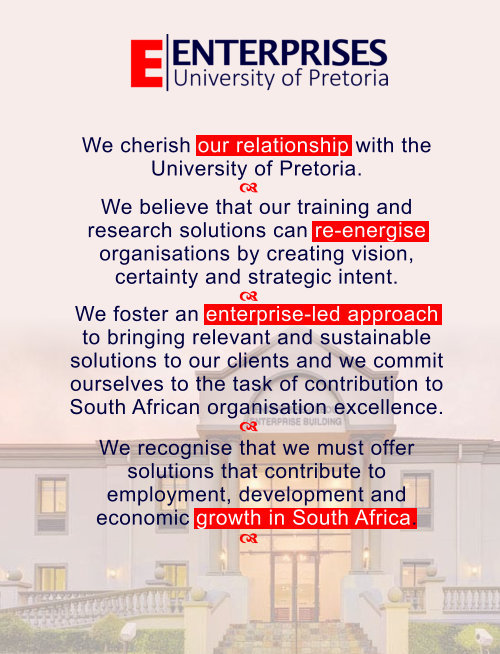 E ENTERPRISES
University of Pretoria
We cherish our relationship with the
University of Pretoria.
We believe that our training and
research solutions can re-energise
organisations by creating vision,
certainty and strategic intent.
We foster an enterprise-led approach
to bringing relevant and sustainable
solutions to our clients and we commit
ourselves to the task of contribution to
South African organisation excellence.
ENTERPRISE BUILDING
We recognise that we must offer
solutions that contribute to
employment, development and
economic growth in South Africa.